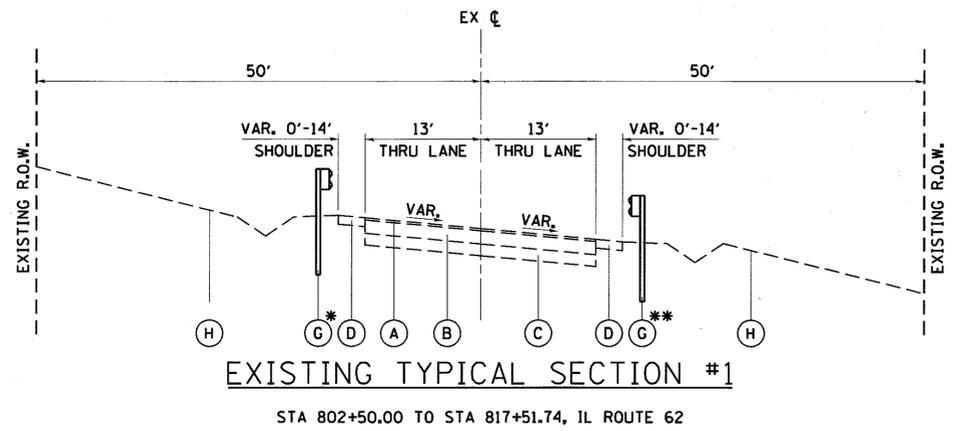 EX ℄
50' 50'
VAR. 0'-14' 13' 13' VAR. 0'-14'
SHOULDER THRU LANE THRU LANE SHOULDER
EXISTING R.O.W.
EXISTING R.O.W.
VAR.
VAR.
H G* D A B C D G** H
EXISTING TYPICAL SECTION #1
STA 802+50.00 TO STA 817+51.74, IL ROUTE 62